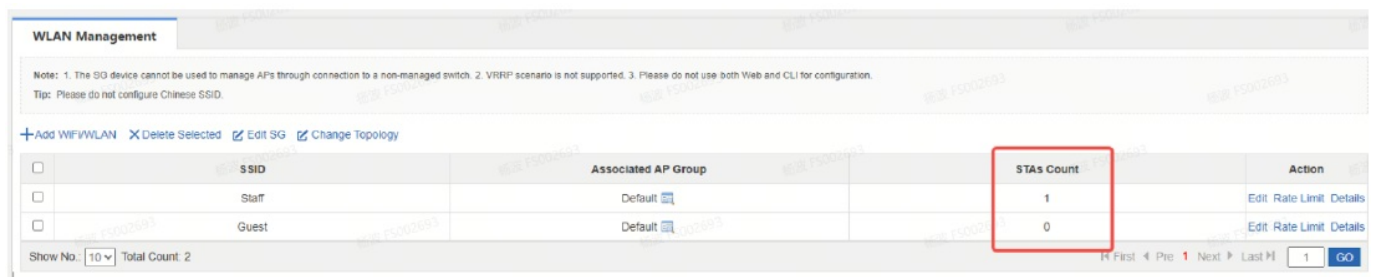 WLAN Management
Note: 1. The SG device cannot be used to manage APs through connection to a non-managed switch. 2. VRRP scenario is not supported. 3. Please do not use both Web and CLI for configuration.
Tip: Please do not configure Chinese SSID.
Add WiFi/WLAN Delete Selected Edit SG Change Topology
SSID Associated AP Group STAs Count Action
Staff Default 1 Edit Rate Limit Details
Guest Default 0 Edit Rate Limit Details
Show No.: 10 Total Count: 2 First Pre 1 Next Last 1 GO